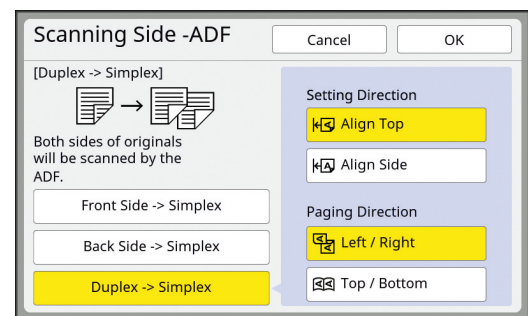 Scanning Side -ADF
Cancel
OK
[Duplex -> Simplex]
Both sides of originals
will be scanned by the
ADF.
Front Side -> Simplex
Back Side -> Simplex
Duplex -> Simplex
Setting Direction
Align Top
Align Side
Paging Direction
Left / Right
Top / Bottom